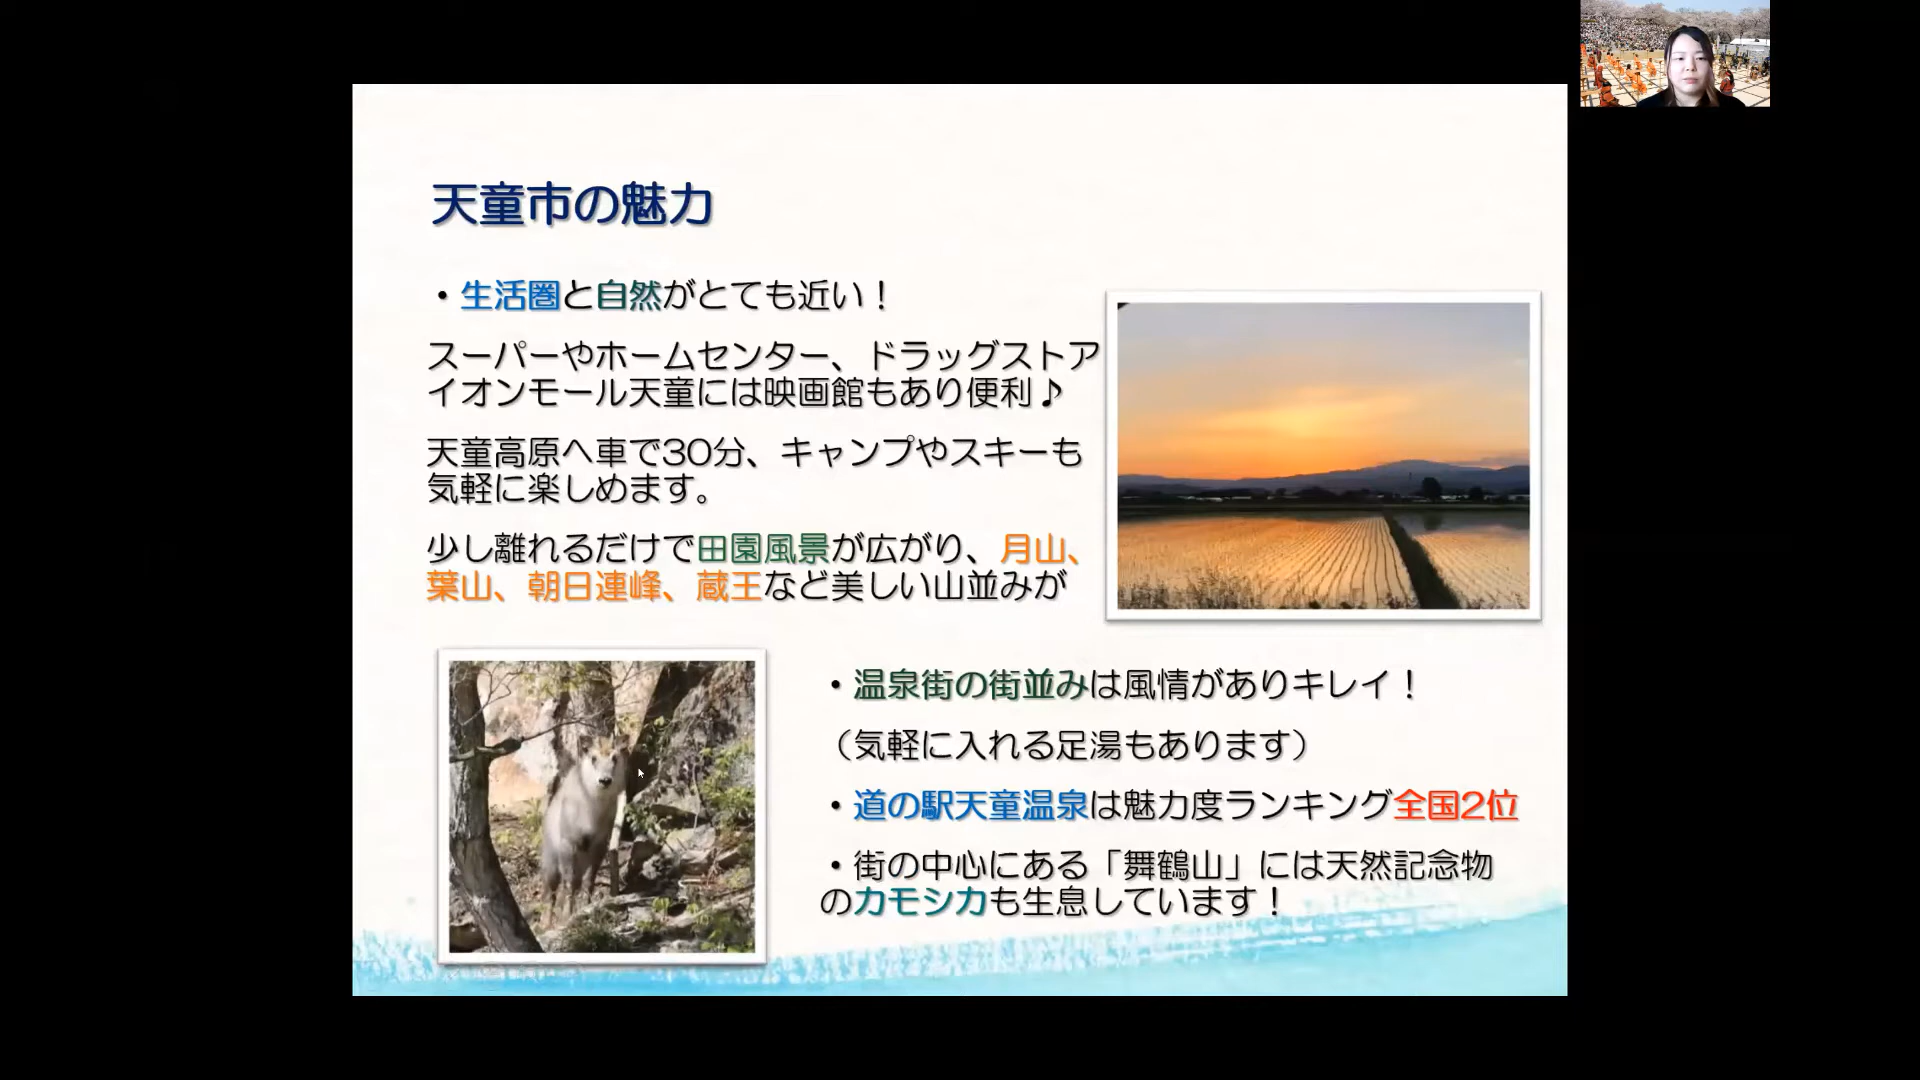 天童市の魅力
・生活圏と自然がとても近い！
スーパーやホームセンター、ドラッグストア
イオンモール天童には映画館もあり便利♪
天童高原へ車で30分、キャンプやスキーも
気軽に楽しめます。
少し離れるだけで田園風景が広がり、月山、
葉山、朝日連峰、蔵王など美しい山並みが
・温泉街の街並みは風情がありキレイ！
（気軽に入れる足湯もあります）
・道の駅天童温泉は魅力度ランキング全国2位
・街の中心にある「舞鶴山」には天然記念物
のカモシカも生息しています！